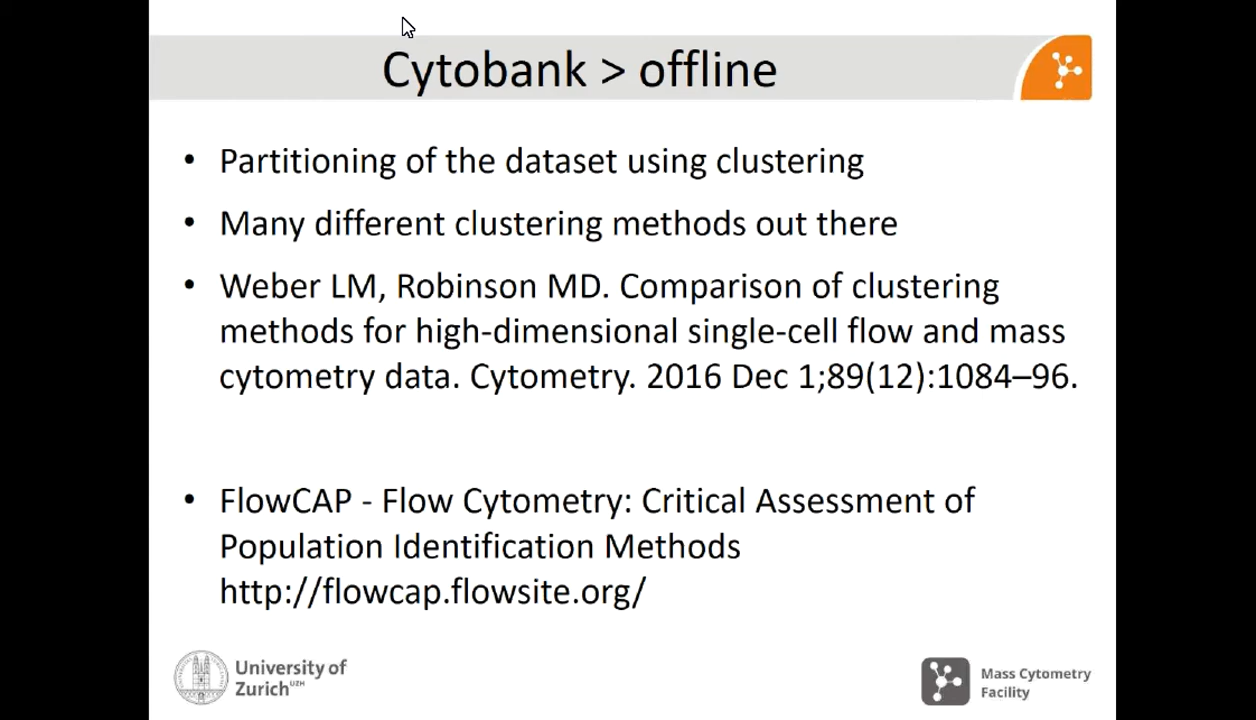 Cytobank > offline
• Partitioning of the dataset using clustering
• Many different clustering methods out there
• Weber LM, Robinson MD. Comparison of clustering
methods for high-dimensional single-cell flow and mass
cytometry data. Cytometry. 2016 Dec 1;89(12):1084–96.
• FlowCAP - Flow Cytometry: Critical Assessment of
Population Identification Methods
http://flowcap.flowsite.org/
University of
Zurich UZH
Mass Cytometry
Facility